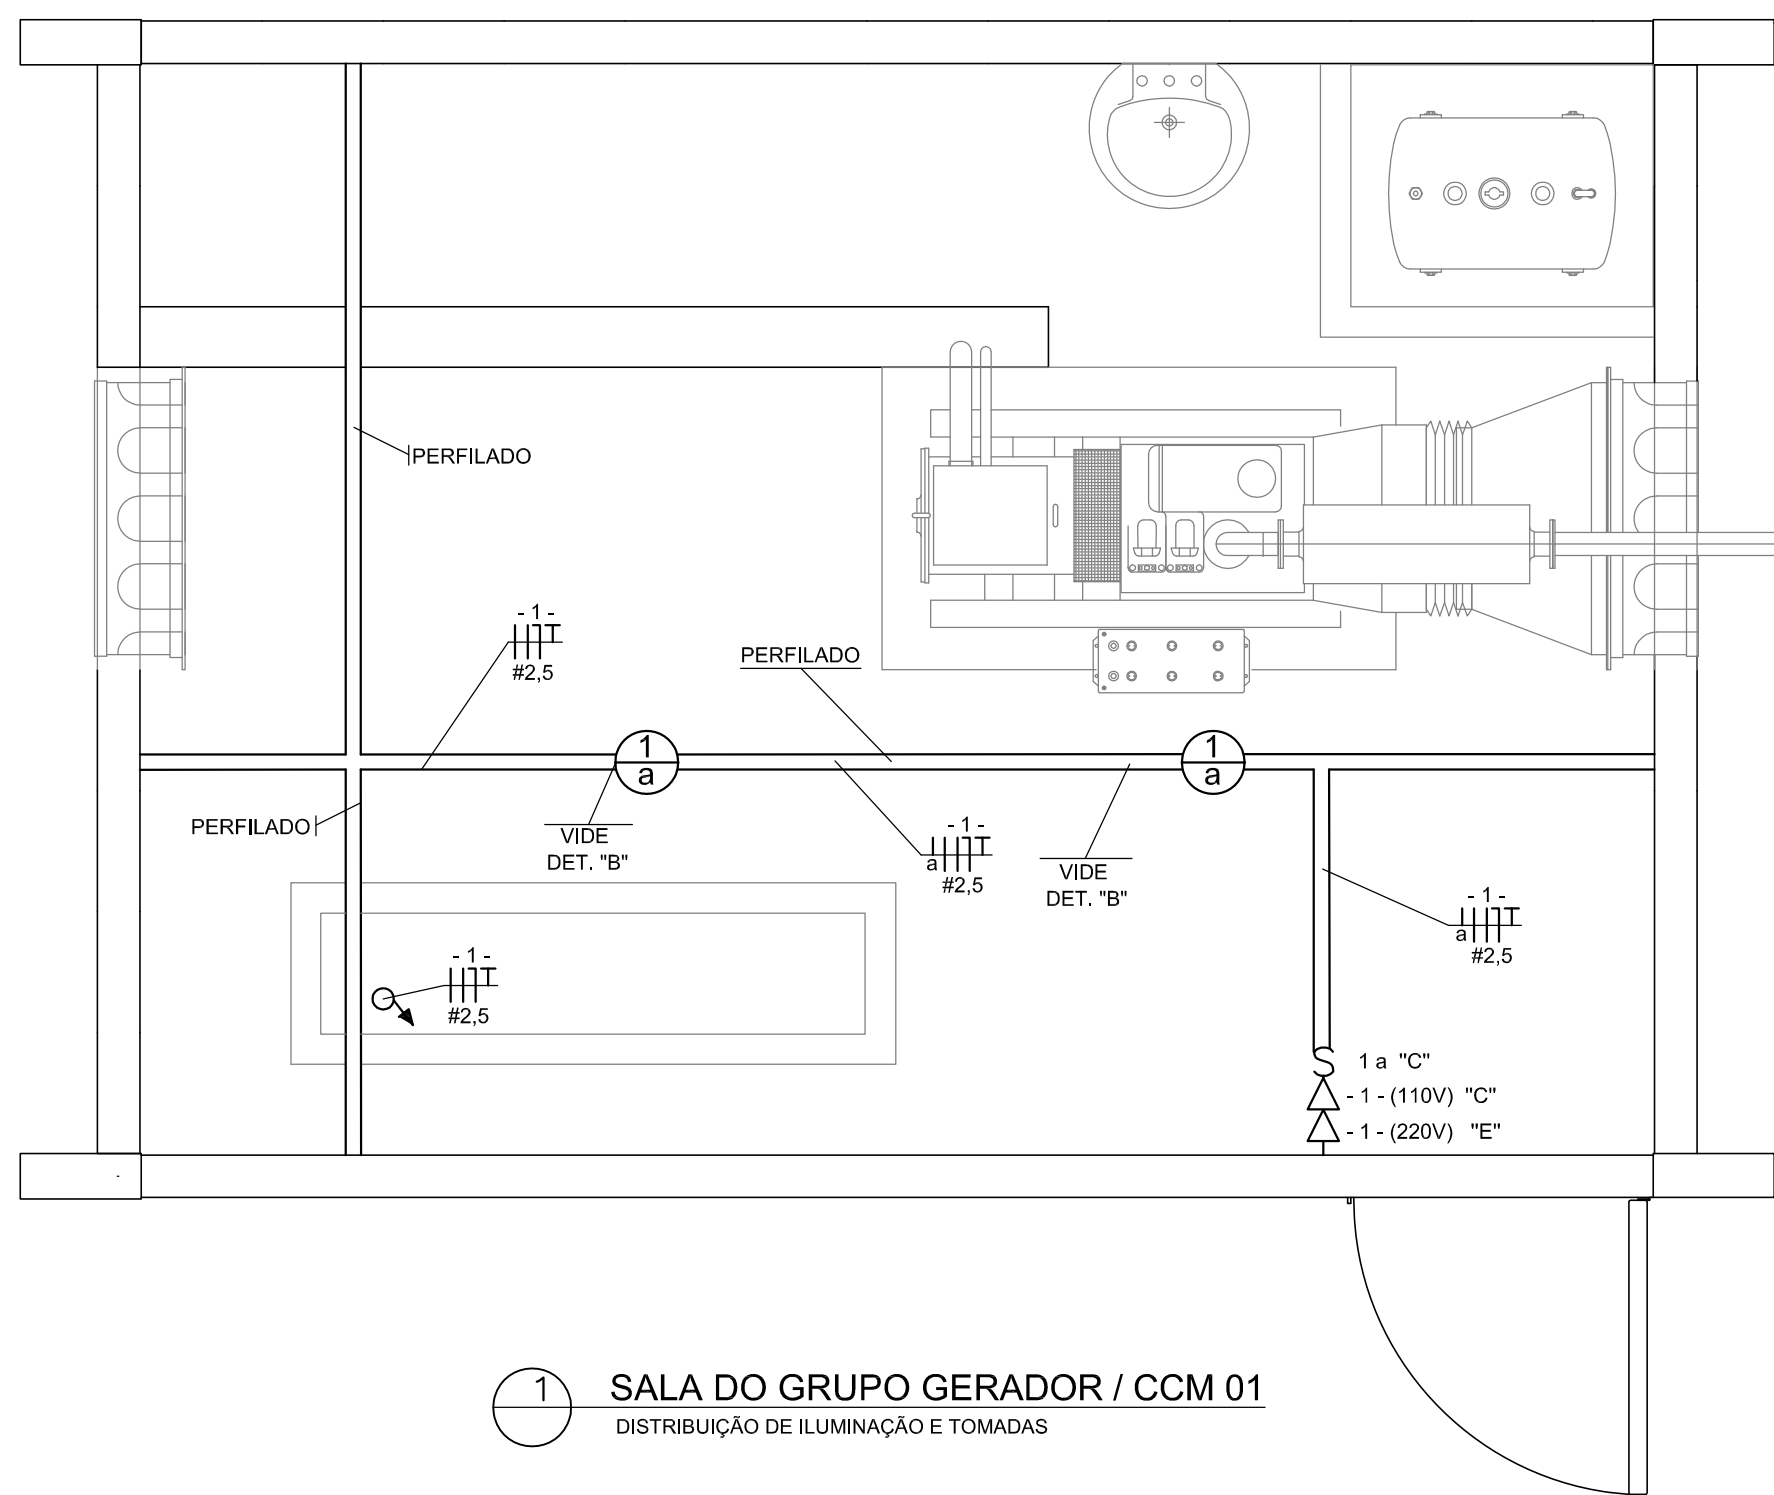 PERFILADO
- 1 -
#2,5
PERFILADO
1
a
1
a
PERFILADO
VIDE
DET. "B"
- 1 -
a
#2,5
VIDE
DET. "B"
- 1 -
a
#2,5
- 1 -
#2,5
S 1 a "C"
- 1 - (110V) "C"
- 1 - (220V) "E"
1 SALA DO GRUPO GERADOR / CCM 01
DISTRIBUIÇÃO DE ILUMINAÇÃO E TOMADAS